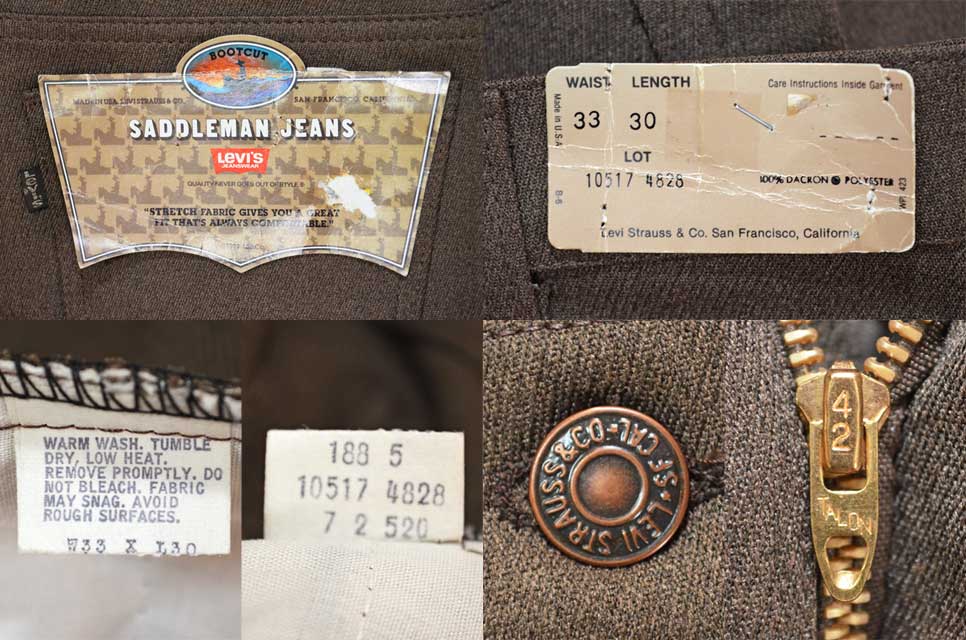 BOOTCUT
MADE IN USA. LEVI STRAUSS & CO. SAN FRANCISCO, CALIFORNIA
SADDLEMAN JEANS
LEVI'S
JEANSWEAR
QUALITY NEVER GOES OUT OF STYLE ®
"STRETCH FABRIC GIVES YOU A GREAT
FIT THAT'S ALWAYS COMFORTABLE."
WAIST LENGTH Care Instructions Inside Garment
Made in U.S.A.
33 30
LOT
10517 4828 100% DACRON POLYESTER
B-6
WPL 423
Levi Strauss & Co. San Francisco, California
WARM WASH. TUMBLE
DRY, LOW HEAT.
REMOVE PROMPTLY. DO
NOT BLEACH. FABRIC
MAY SNAG. AVOID
ROUGH SURFACES.
W33 X L30
188 5
10517 4828
7 2 520
LEVI STRAUSS & CO. S.F. CAL.
42
TALON